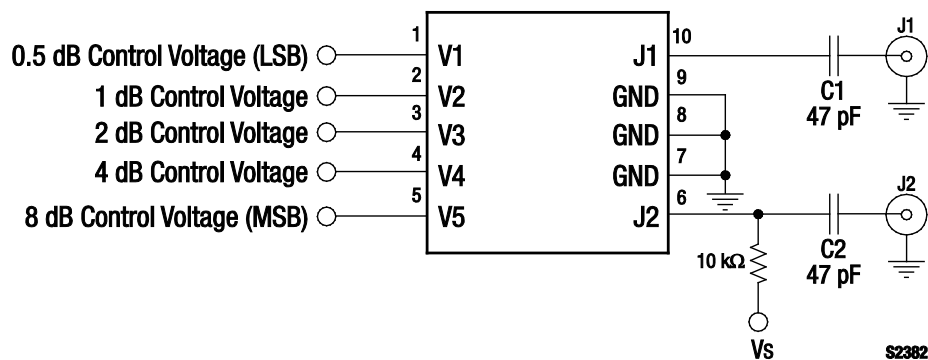 0.5 dB Control Voltage (LSB) 1 V1
1 dB Control Voltage 2 V2
2 dB Control Voltage 3 V3
4 dB Control Voltage 4 V4
8 dB Control Voltage (MSB) 5 V5
J1 10
GND 9
GND 8
GND 7
J2 6
C1
47 pF
J1
10 kΩ
VS
C2
47 pF
J2
S2382